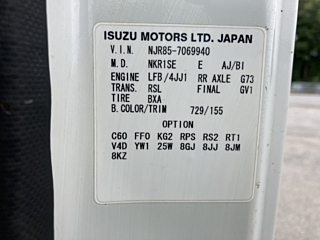 ISUZU MOTORS LTD. JAPAN
V.I.N. NJR85-7069940
M.D. NKR1SE E AJ/BI
ENGINE LFB/4JJ1 RR AXLE G73
TRANS. RSL FINAL GV1
TIRE BXA
B.COLOR/TRIM 729/155
OPTION
C60 FF0 KG2 RPS RS2 RT1
V4D YW1 25W 8GJ 8JJ 8JM
8KZ